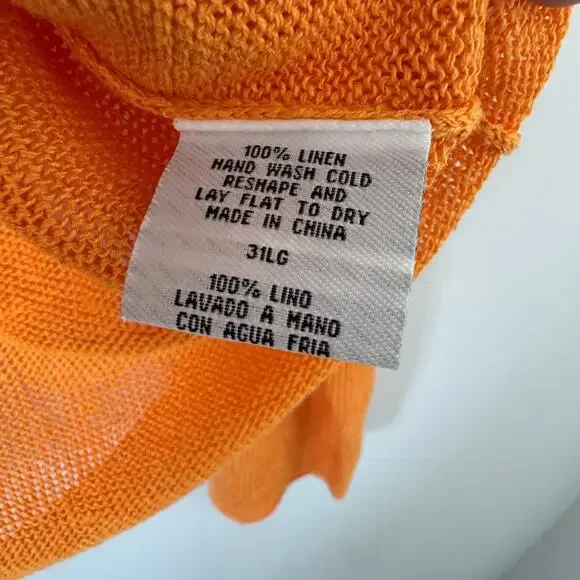 100% LINEN
HAND WASH COLD
RESHAPE AND
LAY FLAT TO DRY
MADE IN CHINA
31LG
100% LINO
LAVADO A MANO
CON AGUA FRIA